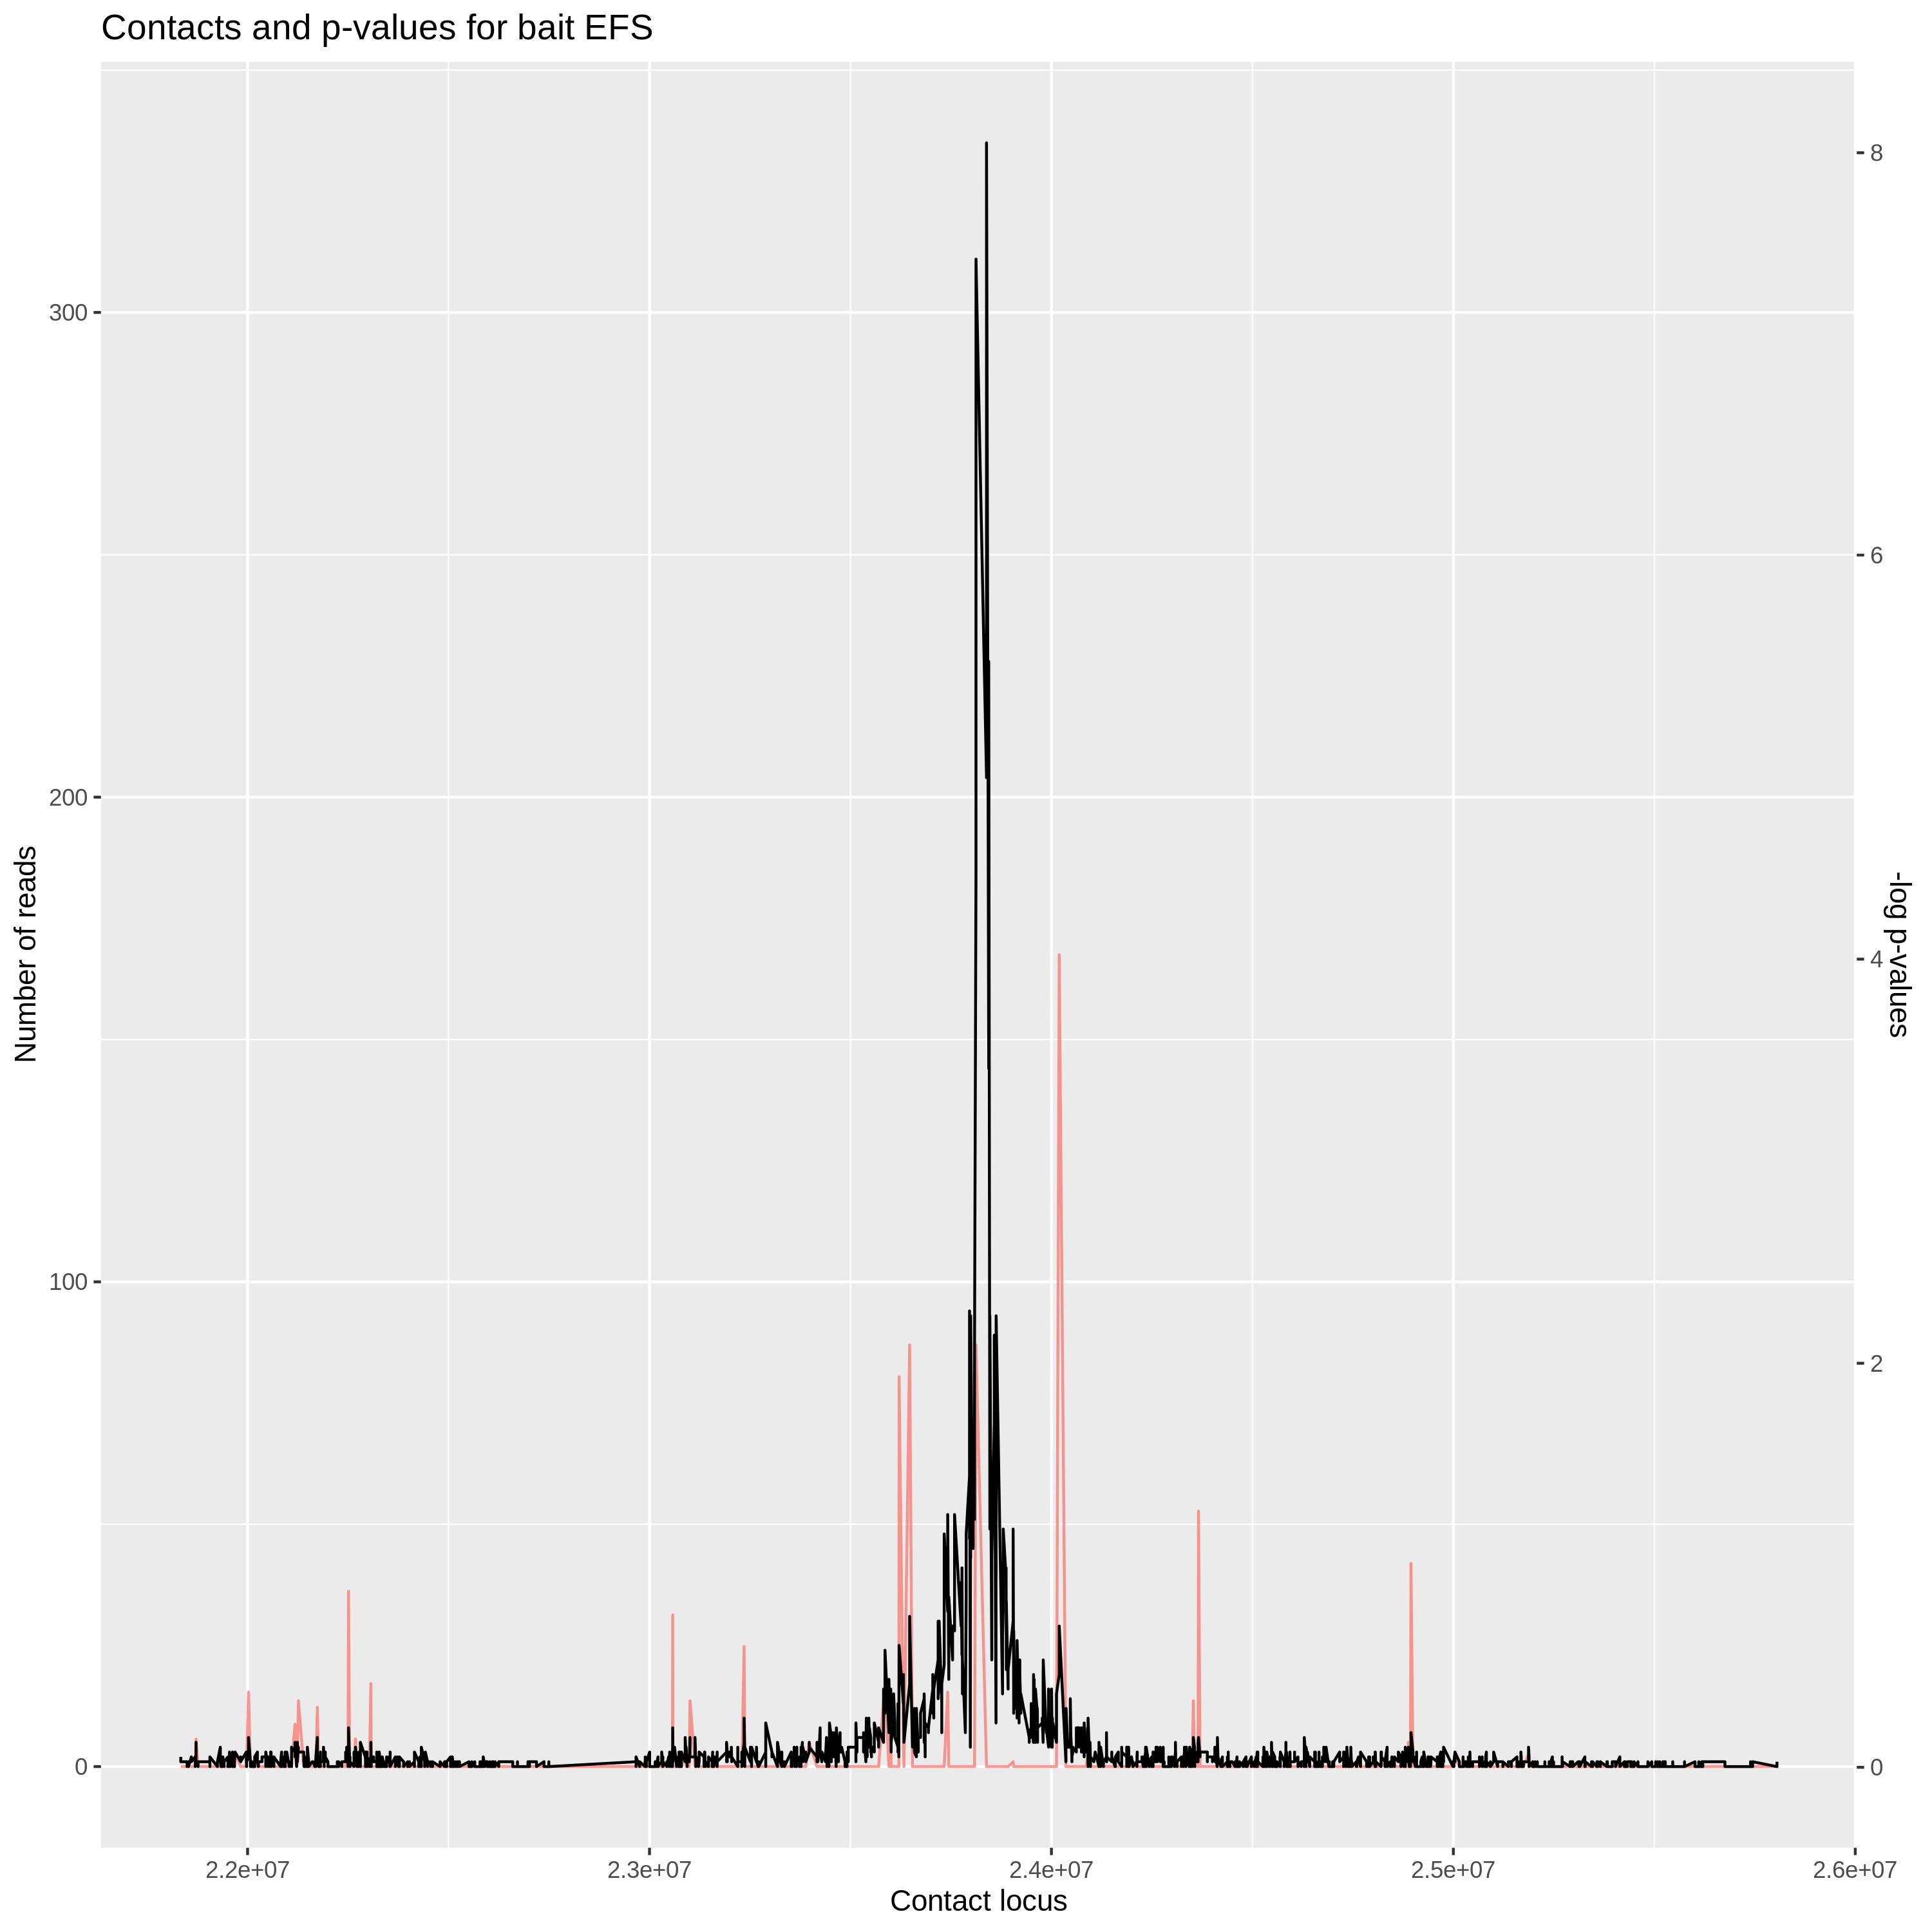 Contacts and p-values for bait EFS
300
200
100
0
Number of reads
8
6
4
2
0
-log p-values
2.2e+07
2.3e+07
2.4e+07
2.5e+07
2.6e+07
Contact locus